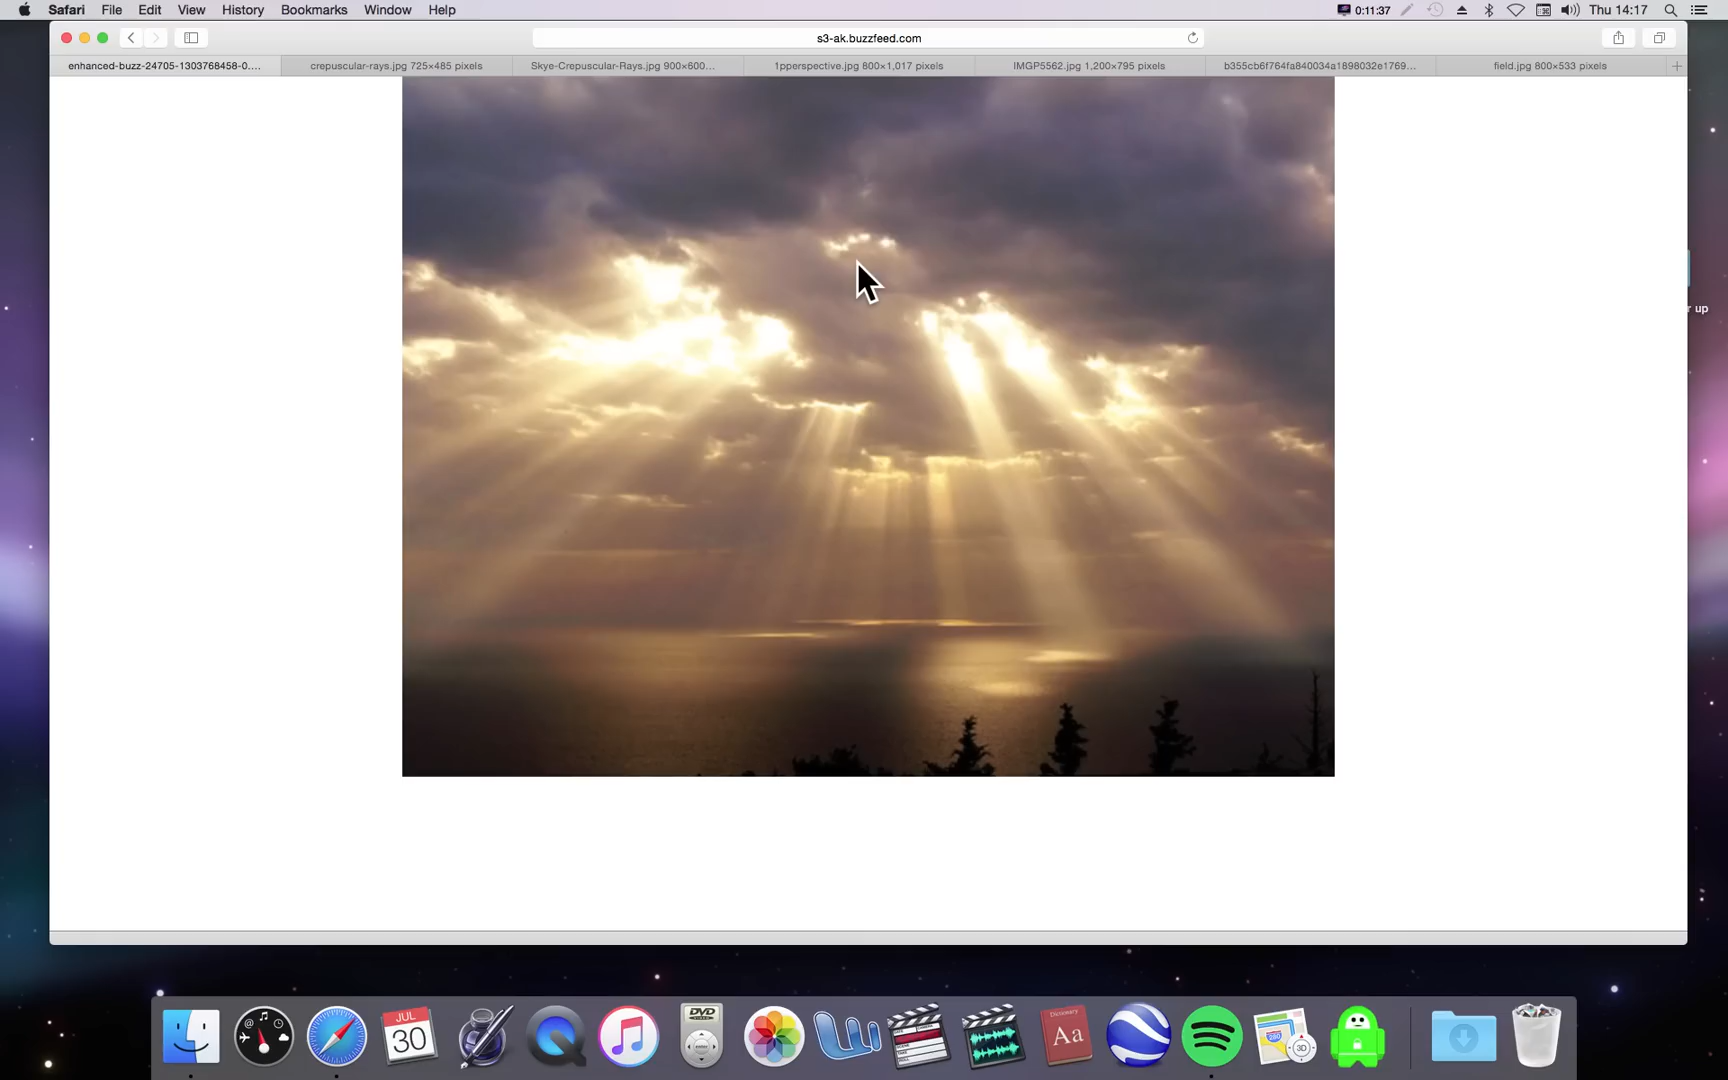 Safari File Edit View History Bookmarks Window Help 0:11:37 Thu 14:17
s3-ak.buzzfeed.com
enhanced-buzz-24705-1303768458-0.... crepuscular-rays.jpg 725×485 pixels Skye-Crepuscular-Rays.jpg 900×600... 1pperspective.jpg 800×1,017 pixels IMGP5562.jpg 1,200×795 pixels b355cb6f764fa840034a1898032e1769... field.jpg 800×533 pixels
r up
JUL
30
DVD
Aa
280
3D